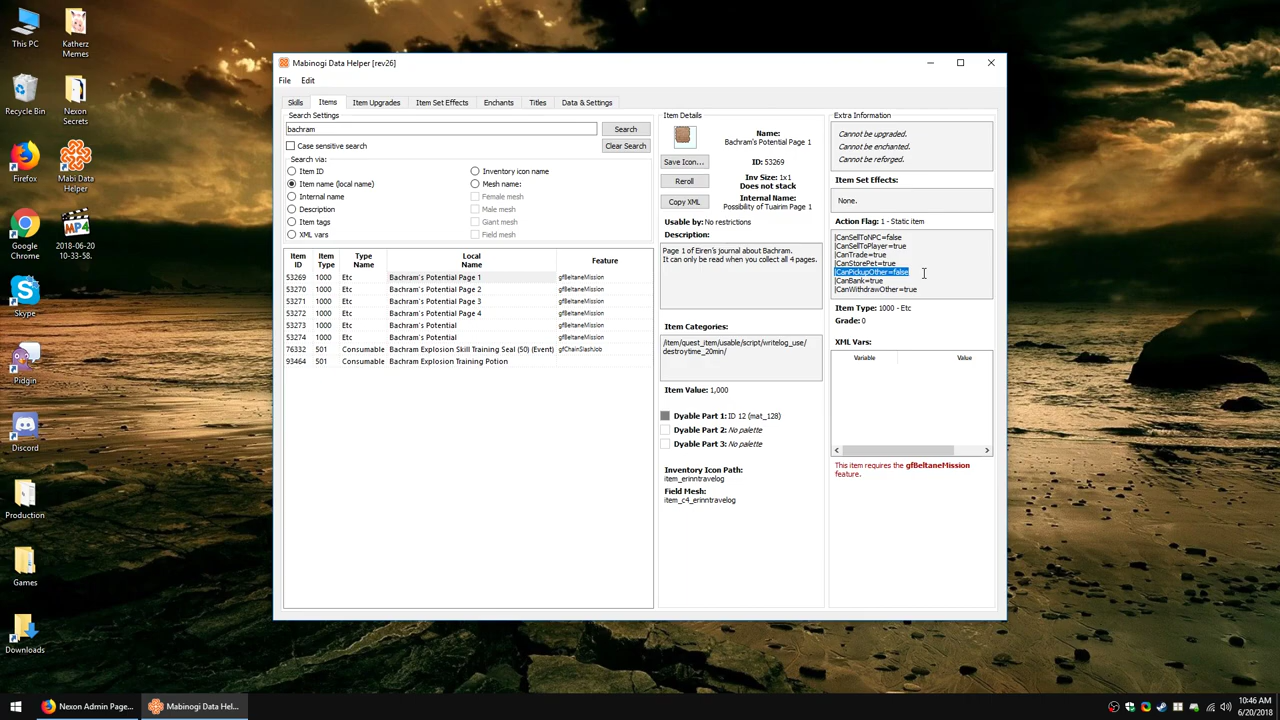 This PC
Katherz
Memes
Recycle Bin
Nexon
Secrets
Firefox
Mabi Data
Helper
Google
Chrome
MP4
2018-06-20
10-33-58.
Skype
Pidgin
Discord
Production
Games
Downloads
Mabinogi Data Helper [rev26]
File Edit
Skills Items Item Upgrades Item Set Effects Enchants Titles Data & Settings
Search Settings
bachram Search
Case sensitive search Clear Search
Search via:
Item ID Inventory icon name
Item name (local name) Mesh name:
Internal name Female mesh
Description Male mesh
Item tags Giant mesh
XML vars Field mesh
Item ID Item Type Type Name Local Name Feature
53269 1000 Etc Bachram's Potential Page 1 gfBeltaneMission
53270 1000 Etc Bachram's Potential Page 2 gfBeltaneMission
53271 1000 Etc Bachram's Potential Page 3 gfBeltaneMission
53272 1000 Etc Bachram's Potential Page 4 gfBeltaneMission
53273 1000 Etc Bachram's Potential gfBeltaneMission
53274 1000 Etc Bachram's Potential gfBeltaneMission
76332 501 Consumable Bachram Explosion Skill Training Seal (50) (Event) gfChainSlashJob
93464 501 Consumable Bachram Explosion Training Potion
Item Details
Name:
Bachram's Potential Page 1
Save Icon... ID: 53269
Reroll Inv Size: 1x1
Does not stack
Copy XML Internal Name:
Possibility of Tuairim Page 1
Usable by: No restrictions
Description:
Page 1 of Eiren's journal about Bachram.
It can only be read when you collect all 4 pages.
Item Categories:
/item/quest_item/usable/script/writelog_use/
destroytime_20min/
Item Value: 1,000
Dyable Part 1: ID 12 (mat_128)
Dyable Part 2: No palette
Dyable Part 3: No palette
Inventory Icon Path:
item_erinntravelog
Field Mesh:
item_c4_erinntravelog
Extra Information
Cannot be upgraded.
Cannot be enchanted.
Cannot be reforged.
Item Set Effects:
None.
Action Flag: 1 - Static item
|CanSellToNPC=false
|CanSellToPlayer=true
|CanTrade=true
|CanStorePet=true
|CanPickupOther=false
|CanBank=true
|CanWithdrawOther=true
Item Type: 1000 - Etc
Grade: 0
XML Vars:
Variable Value
This item requires the gfBeltaneMission
feature.
Nexon Admin Page... Mabinogi Data Hel...
10:46 AM
6/20/2018